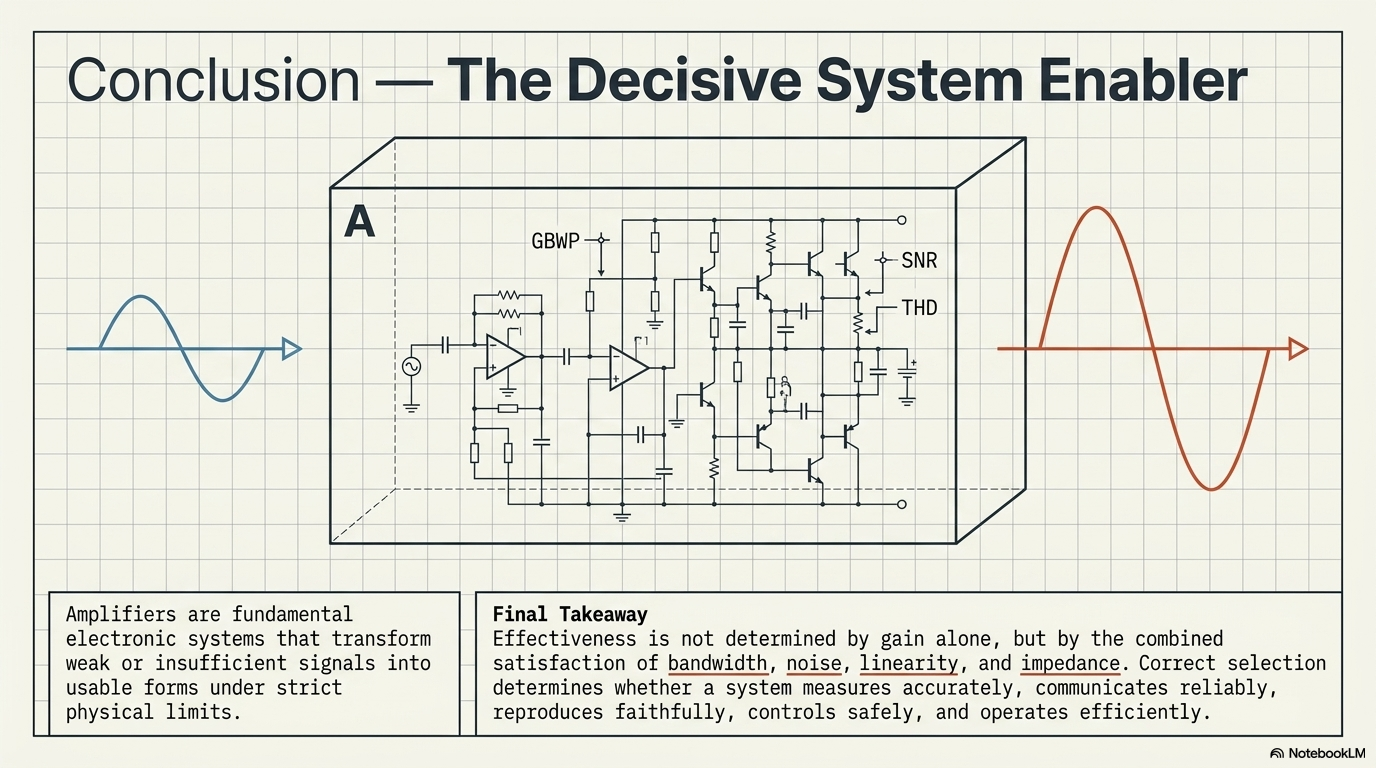 Conclusion — The Decisive System Enabler
A
GBWP
SNR
THD
Amplifiers are fundamental
electronic systems that transform
weak or insufficient signals into
usable forms under strict
physical limits.
Final Takeaway
Effectiveness is not determined by gain alone, but by the combined
satisfaction of bandwidth, noise, linearity, and impedance. Correct selection
determines whether a system measures accurately, communicates reliably,
reproduces faithfully, controls safely, and operates efficiently.
NotebookLM